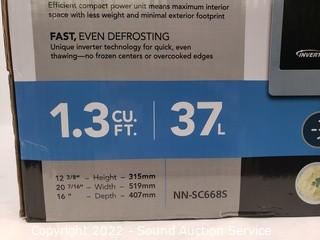 Efficient compact power unit means maximum interior
space with less weight and minimal exterior footprint
FAST, EVEN DEFROSTING
Unique inverter technology for quick, even
thawing—no frozen centers or overcooked edges
INVERT
1.3 CU. FT. | 37 L
12 3/8" – Height – 315mm
20 7/16" – Width – 519mm
16 " – Depth – 407mm
NN-SC668S
Copyright 2022 - Sound Auction Service